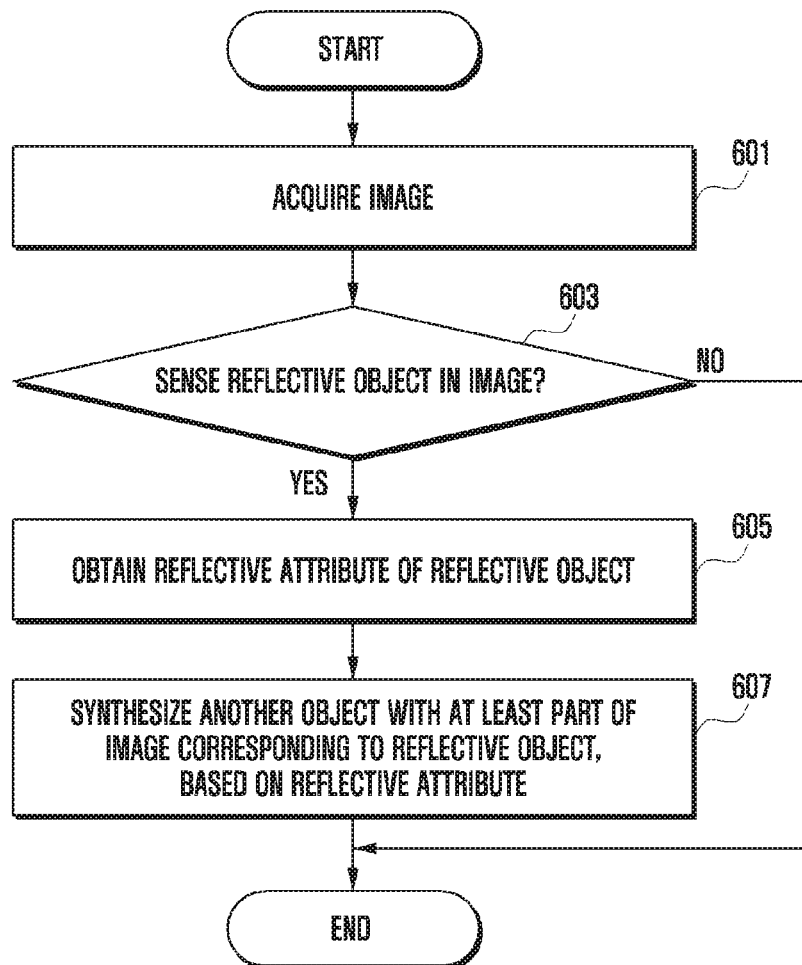 START
601
ACQUIRE IMAGE
603
SENSE REFLECTIVE OBJECT IN IMAGE?
NO
YES
605
OBTAIN REFLECTIVE ATTRIBUTE OF REFLECTIVE OBJECT
607
SYNTHESIZE ANOTHER OBJECT WITH AT LEAST PART OF
IMAGE CORRESPONDING TO REFLECTIVE OBJECT,
BASED ON REFLECTIVE ATTRIBUTE
END